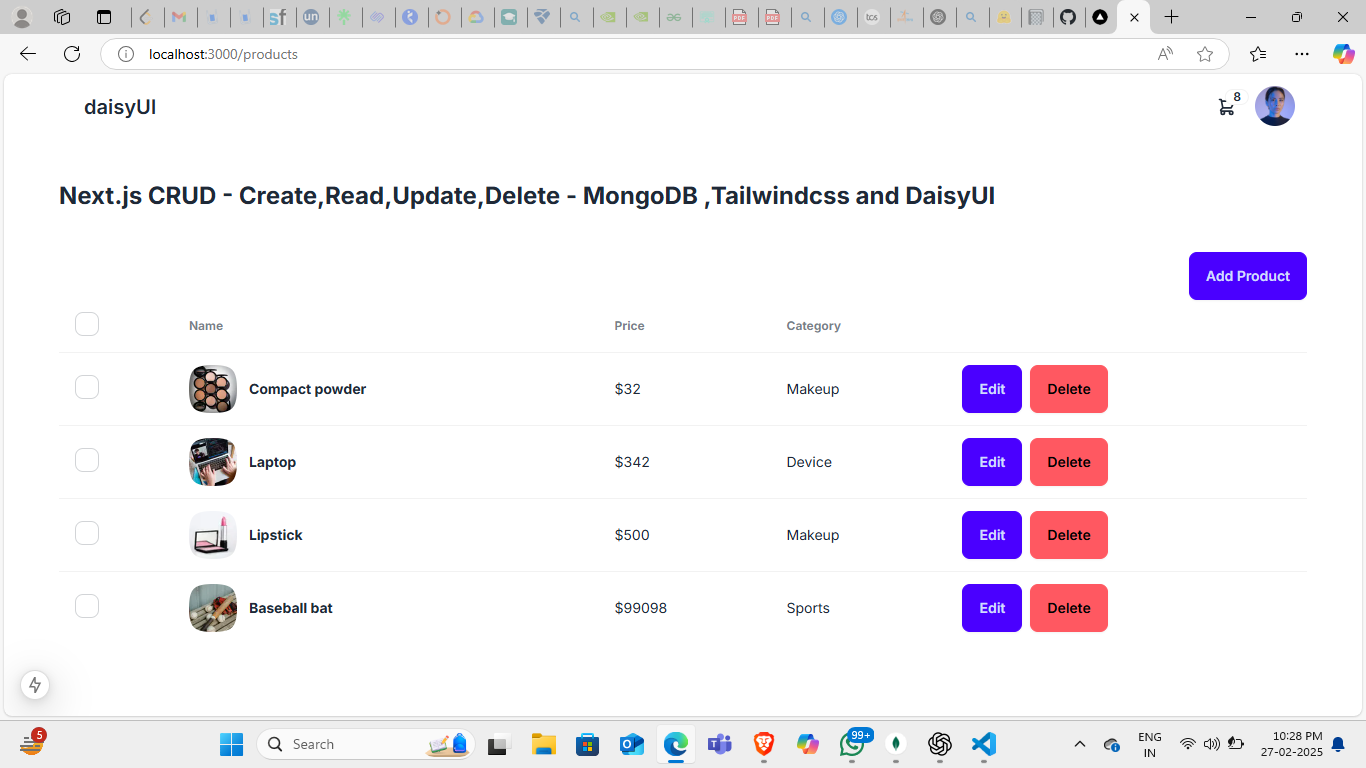 localhost:3000/products
daisyUI
8
Next.js CRUD - Create,Read,Update,Delete - MongoDB ,Tailwindcss and DaisyUI
Add Product
Name Price Category
Compact powder $32 Makeup Edit Delete
Laptop $342 Device Edit Delete
Lipstick $500 Makeup Edit Delete
Baseball bat $99098 Sports Edit Delete
5
Search
99+
ENG
IN
10:28 PM
27-02-2025